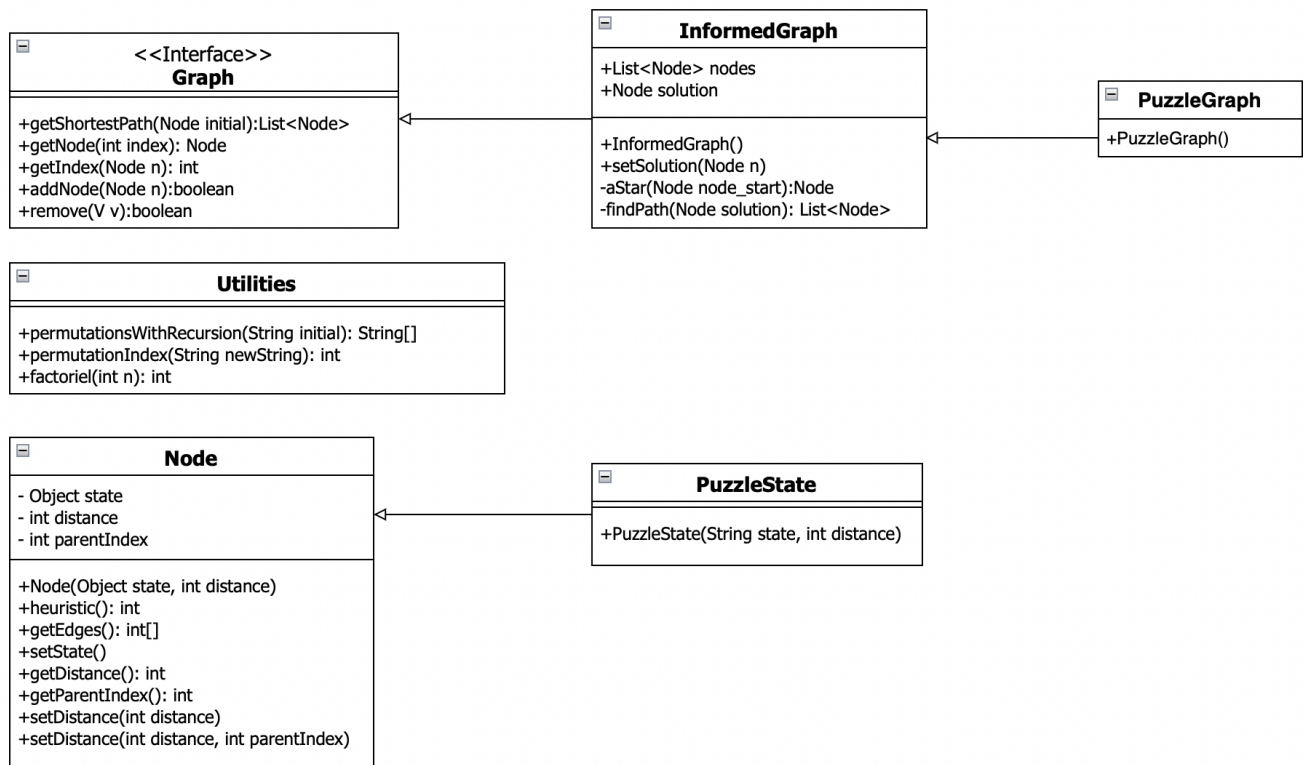 <<Interface>>
Graph
+getShortestPath(Node initial):List<Node>
+getNode(int index): Node
+getIndex(Node n): int
+addNode(Node n):boolean
+remove(V v):boolean
InformedGraph
+List<Node> nodes
+Node solution
+InformedGraph()
+setSolution(Node n)
-aStar(Node node_start):Node
-findPath(Node solution): List<Node>
PuzzleGraph
+PuzzleGraph()
Utilities
+permutationsWithRecursion(String initial): String[]
+permutationIndex(String newString): int
+factoriel(int n): int
Node
- Object state
- int distance
- int parentIndex
+Node(Object state, int distance)
+heuristic(): int
+getEdges(): int[]
+setState()
+getDistance(): int
+getParentIndex(): int
+setDistance(int distance)
+setDistance(int distance, int parentIndex)
PuzzleState
+PuzzleState(String state, int distance)